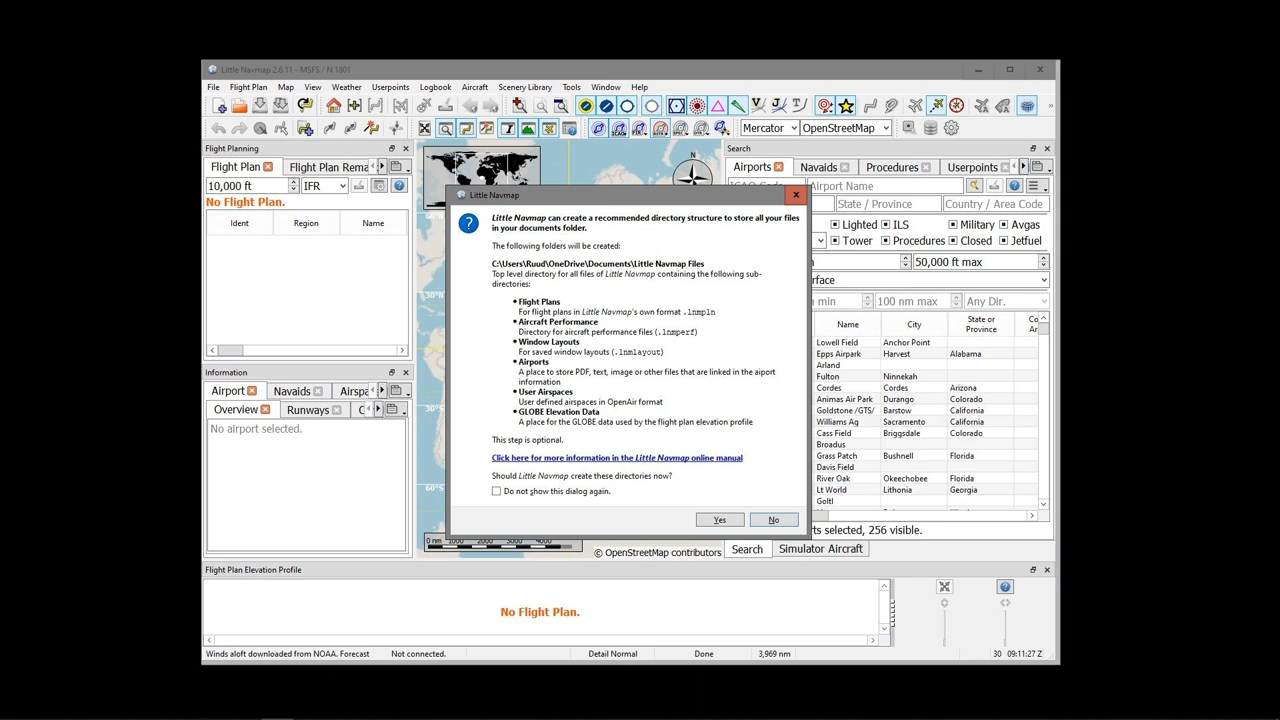 Little Navmap 2.6.11 - MSFS / N 1801
File Flight Plan Map View Weather Userpoints Logbook Aircraft Scenery Library Tools Window Help
Mercator OpenStreetMap
Flight Planning
Flight Plan Flight Plan Rema
10,000 ft IFR
No Flight Plan.
Ident Region Name
Information
Airport Navaids Airspa
Overview Runways C
No airport selected.
N
60°N
30°N
30°S
60°S
0 nm 1000 2000 3000 4000
© OpenStreetMap contributors
Little Navmap
Little Navmap can create a recommended directory structure to store all your files
in your documents folder.
The following folders will be created:
C:\Users\Ruud\OneDrive\Documents\Little Navmap Files
Top level directory for all files of Little Navmap containing the following sub-
directories:
Flight Plans
For flight plans in Little Navmap's own format .lnmpln
Aircraft Performance
Directory for aircraft performance files (.lnmperf)
Window Layouts
For saved window layouts (.lnmlayout)
Airports
A place to store PDF, text, image or other files that are linked in the aiport
information
User Airspaces
User defined airspaces in OpenAir format
GLOBE Elevation Data
A place for the GLOBE data used by the flight plan elevation profile
This step is optional.
Click here for more information in the Little Navmap online manual
Should Little Navmap create these directories now?
Do not show this dialog again.
Yes No
Search
Airports Navaids Procedures Userpoints
Airport Name
State / Province Country / Area Code
Lighted ILS Military Avgas
Tower Procedures Closed Jetfuel
50,000 ft max
rface
min 100 nm max Any Dir.
Name City State or
Province Co
Lowell Field Anchor Point
Epps Airpark Harvest Alabama
Arland
Fulton Ninnekah
Cordes Cordes Arizona
Animas Air Park Durango Colorado
Goldstone /GTS/ Barstow California
Williams Ag Sacramento California
Cass Field Briggsdale Colorado
Broadus
Grass Patch Bushnell Florida
Davis Field
River Oak Okeechobee Florida
Lt World Lithonia Georgia
Goltl
rts selected, 256 visible.
Search Simulator Aircraft
Flight Plan Elevation Profile
No Flight Plan.
Winds aloft downloaded from NOAA. Forecast Not connected. Detail Normal Done 3,969 nm 30 09:11:27 Z